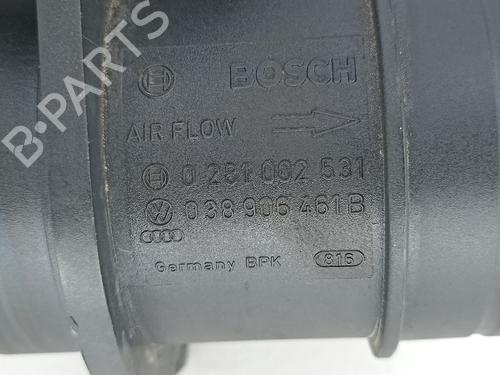 BOSCH
AIR FLOW
0 281 002 531
038 906 461 B
Germany BPK 816
B-PARTS